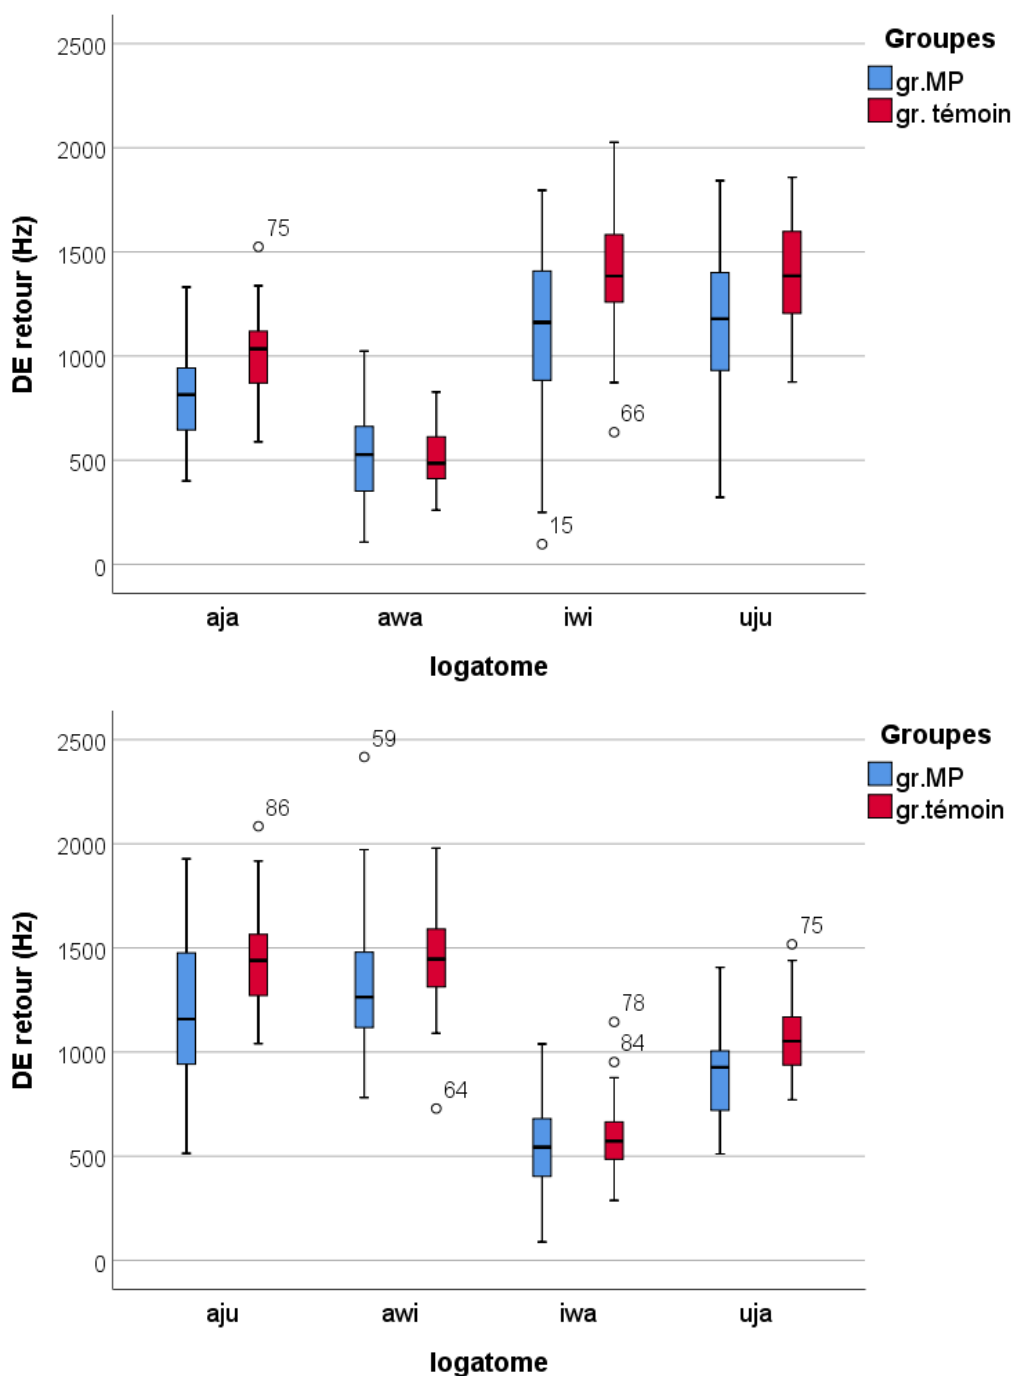 Groupes
gr.MP
gr. témoin
2500
2000
1500
1000
500
0
DE retour (Hz)
75
15
66
aja awa iwi uju
logatome
Groupes
gr.MP
gr.témoin
2500
2000
1500
1000
500
0
DE retour (Hz)
59
86
64
78
84
75
aju awi iwa uja
logatome